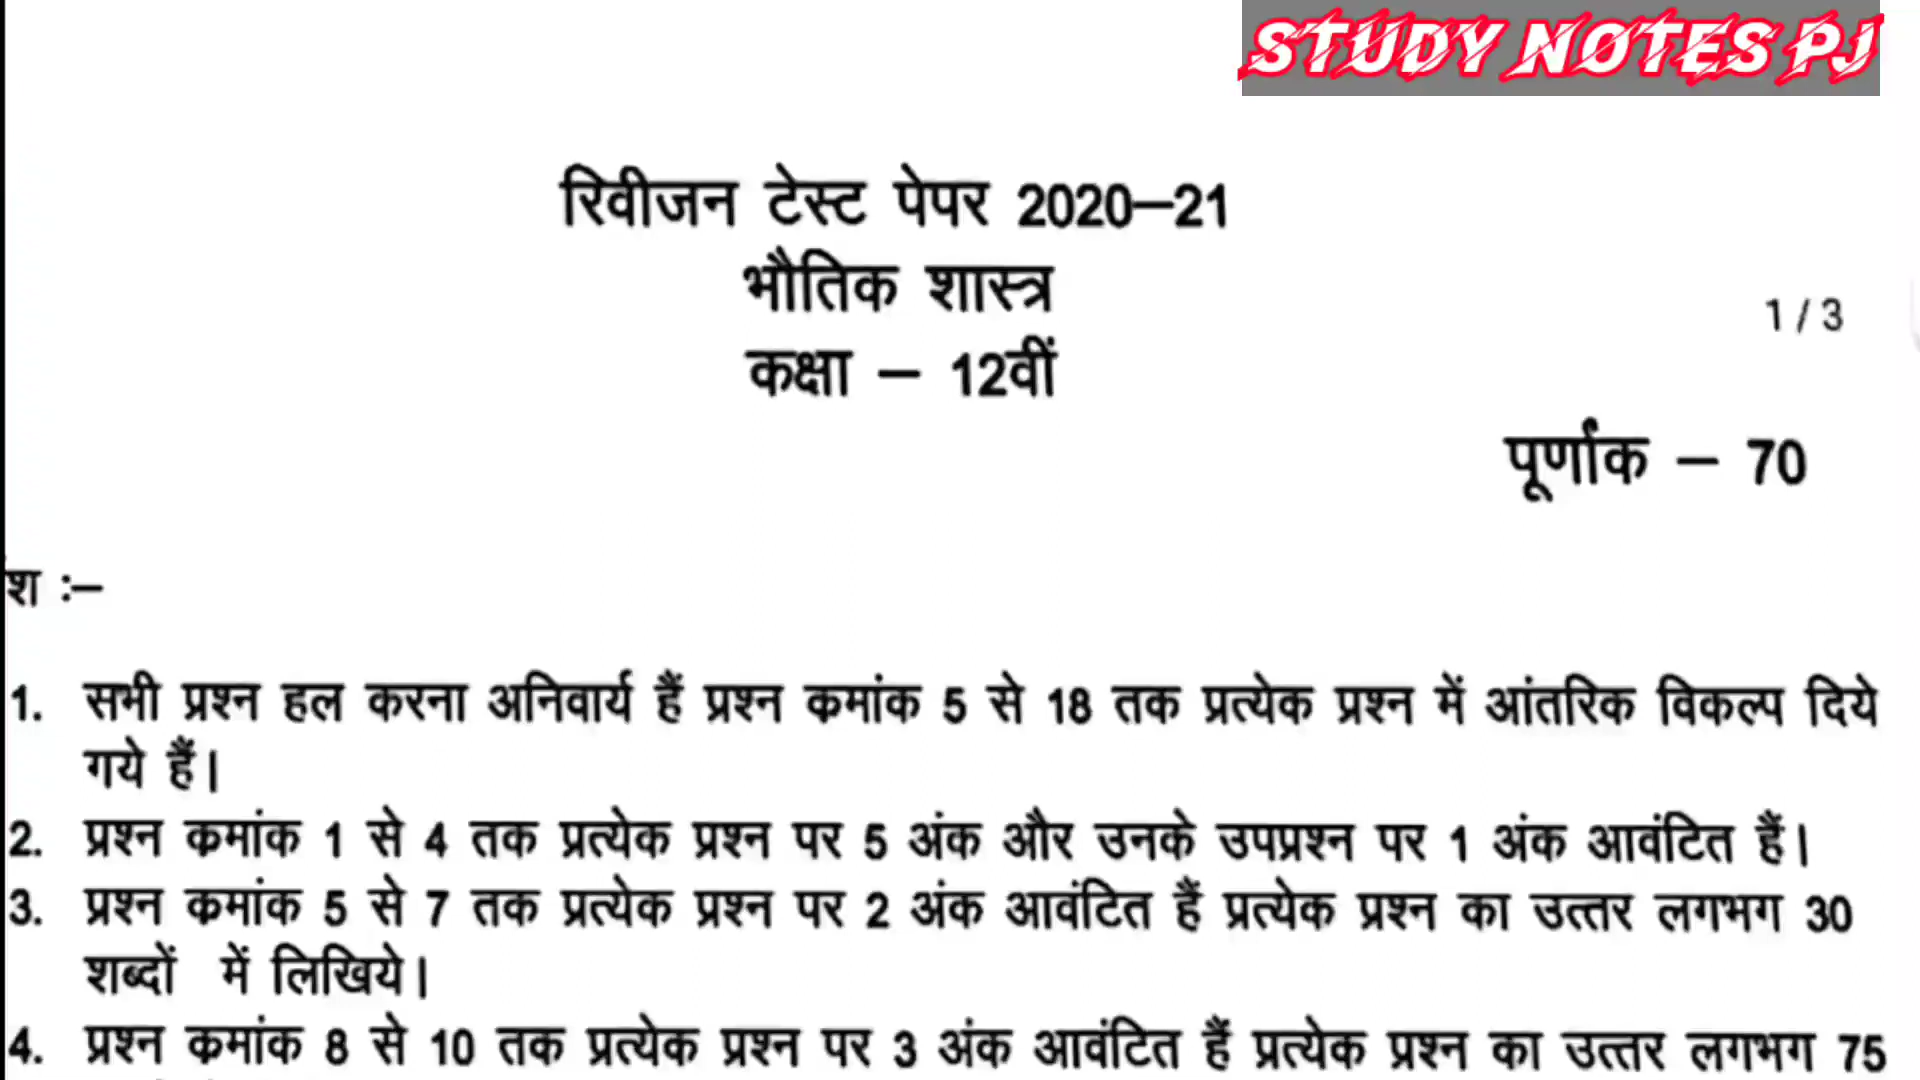 STUDY NOTES PJ
रिवीजन टेस्ट पेपर 2020–21
भौतिक शास्त्र
1 / 3
कक्षा – 12वीं
पूर्णांक – 70
श :–
1. सभी प्रश्न हल करना अनिवार्य हैं प्रश्न कमांक 5 से 18 तक प्रत्येक प्रश्न में आंतरिक विकल्प दिये
गये हैं।
2. प्रश्न कमांक 1 से 4 तक प्रत्येक प्रश्न पर 5 अंक और उनके उपप्रश्न पर 1 अंक आवंटित हैं।
3. प्रश्न कमांक 5 से 7 तक प्रत्येक प्रश्न पर 2 अंक आवंटित हैं प्रत्येक प्रश्न का उत्तर लगभग 30
शब्दों में लिखिये।
4. प्रश्न कमांक 8 से 10 तक प्रत्येक प्रश्न पर 3 अंक आवंटित हैं प्रत्येक प्रश्न का उत्तर लगभग 75